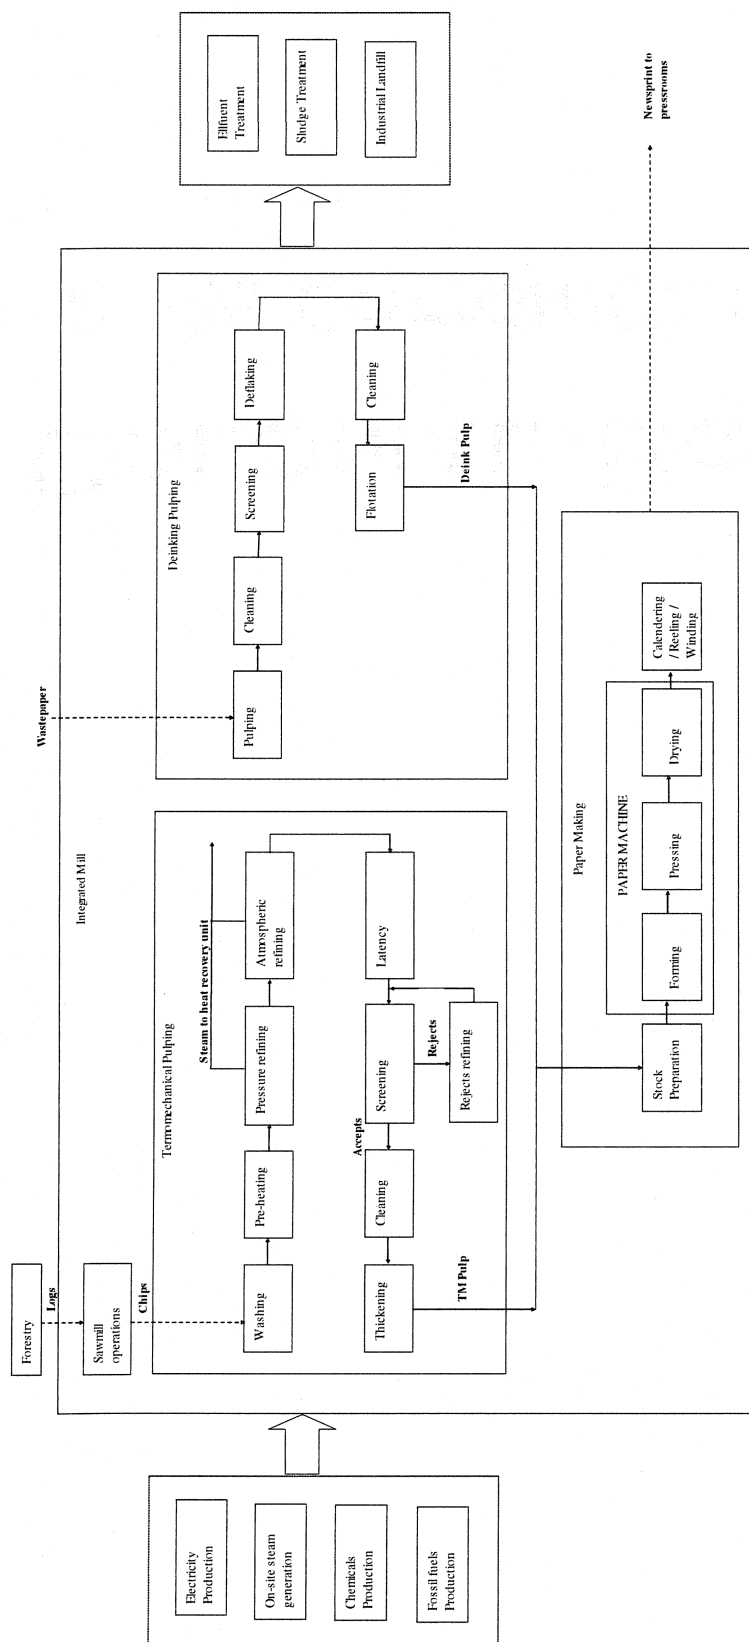 Forestry
Logs
Sawmill
operations
Chips
Wastepaper
Integrated Mill
Electricity
Production
On-site steam
generation
Chemicals
Production
Fossil fuels
Production
Termomechanical Pulping
Steam to heat recovery unit
Washing
Pre-heating
Pressure refining
Atmospheric
refining
Latency
Screening
Rejects
Rejects refining
Accepts
Cleaning
Thickening
TM Pulp
Deinking Pulping
Pulping
Cleaning
Screening
Deflaking
Cleaning
Flotation
Deink Pulp
Effluent
Treatment
Sludge Treatment
Industrial Landfill
Paper Making
PAPER MACHINE
Stock
Preparation
Forming
Pressing
Drying
Calendering
/ Reeling /
Winding
Newsprint to
pressrooms